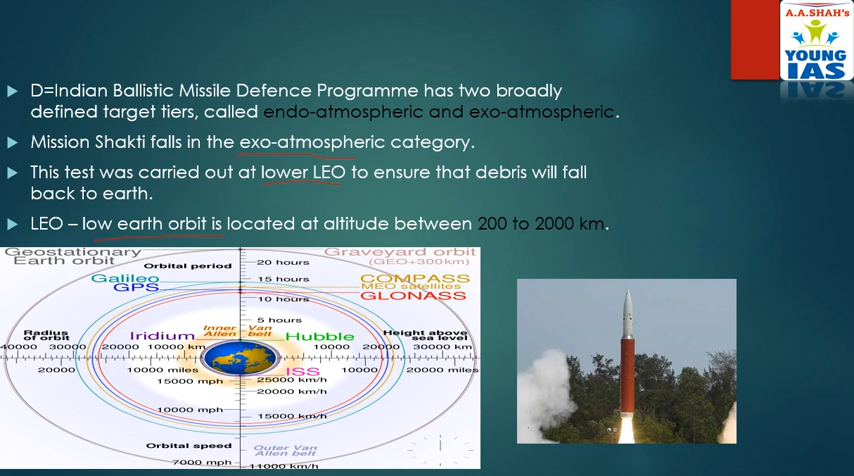 A.A.SHAH's
YOUNG
IAS
D=Indian Ballistic Missile Defence Programme has two broadly
defined target tiers, called endo-atmospheric and exo-atmospheric.
Mission Shakti falls in the exo-atmospheric category.
This test was carried out at lower LEO to ensure that debris will fall
back to earth.
LEO – low earth orbit is located at altitude between 200 to 2000 km.
Geostationary
Earth orbit
Graveyard orbit
(GEO+300km)
Orbital period
20 hours
15 hours
10 hours
5 hours
Galileo
GPS
COMPASS
MEO satellites
GLONASS
Radius
of orbit
Iridium
Inner Van
Allen belt
Hubble
Height above
sea level
40000 30000 20000 10000 km
10000 20000 30000 km
ISS
20000 10000 miles
10000 20000 miles
15000 mph
25000 km/h
20000 km/h
10000 mph
15000 km/h
Orbital speed
Outer Van
Allen belt
7000 mph
11000 km/h